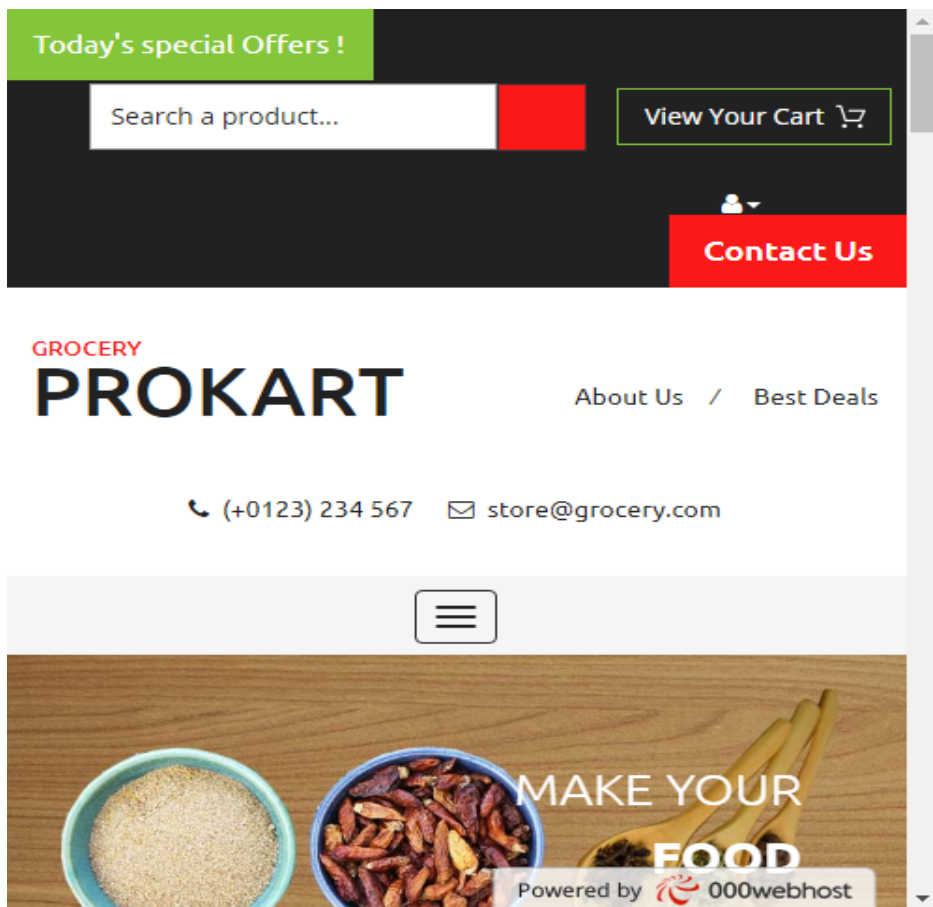 Today's special Offers !
Search a product...
View Your Cart
Contact Us
GROCERY
PROKART
About Us / Best Deals
(+0123) 234 567 store@grocery.com
MAKE YOUR
FOOD
Powered by 000webhost